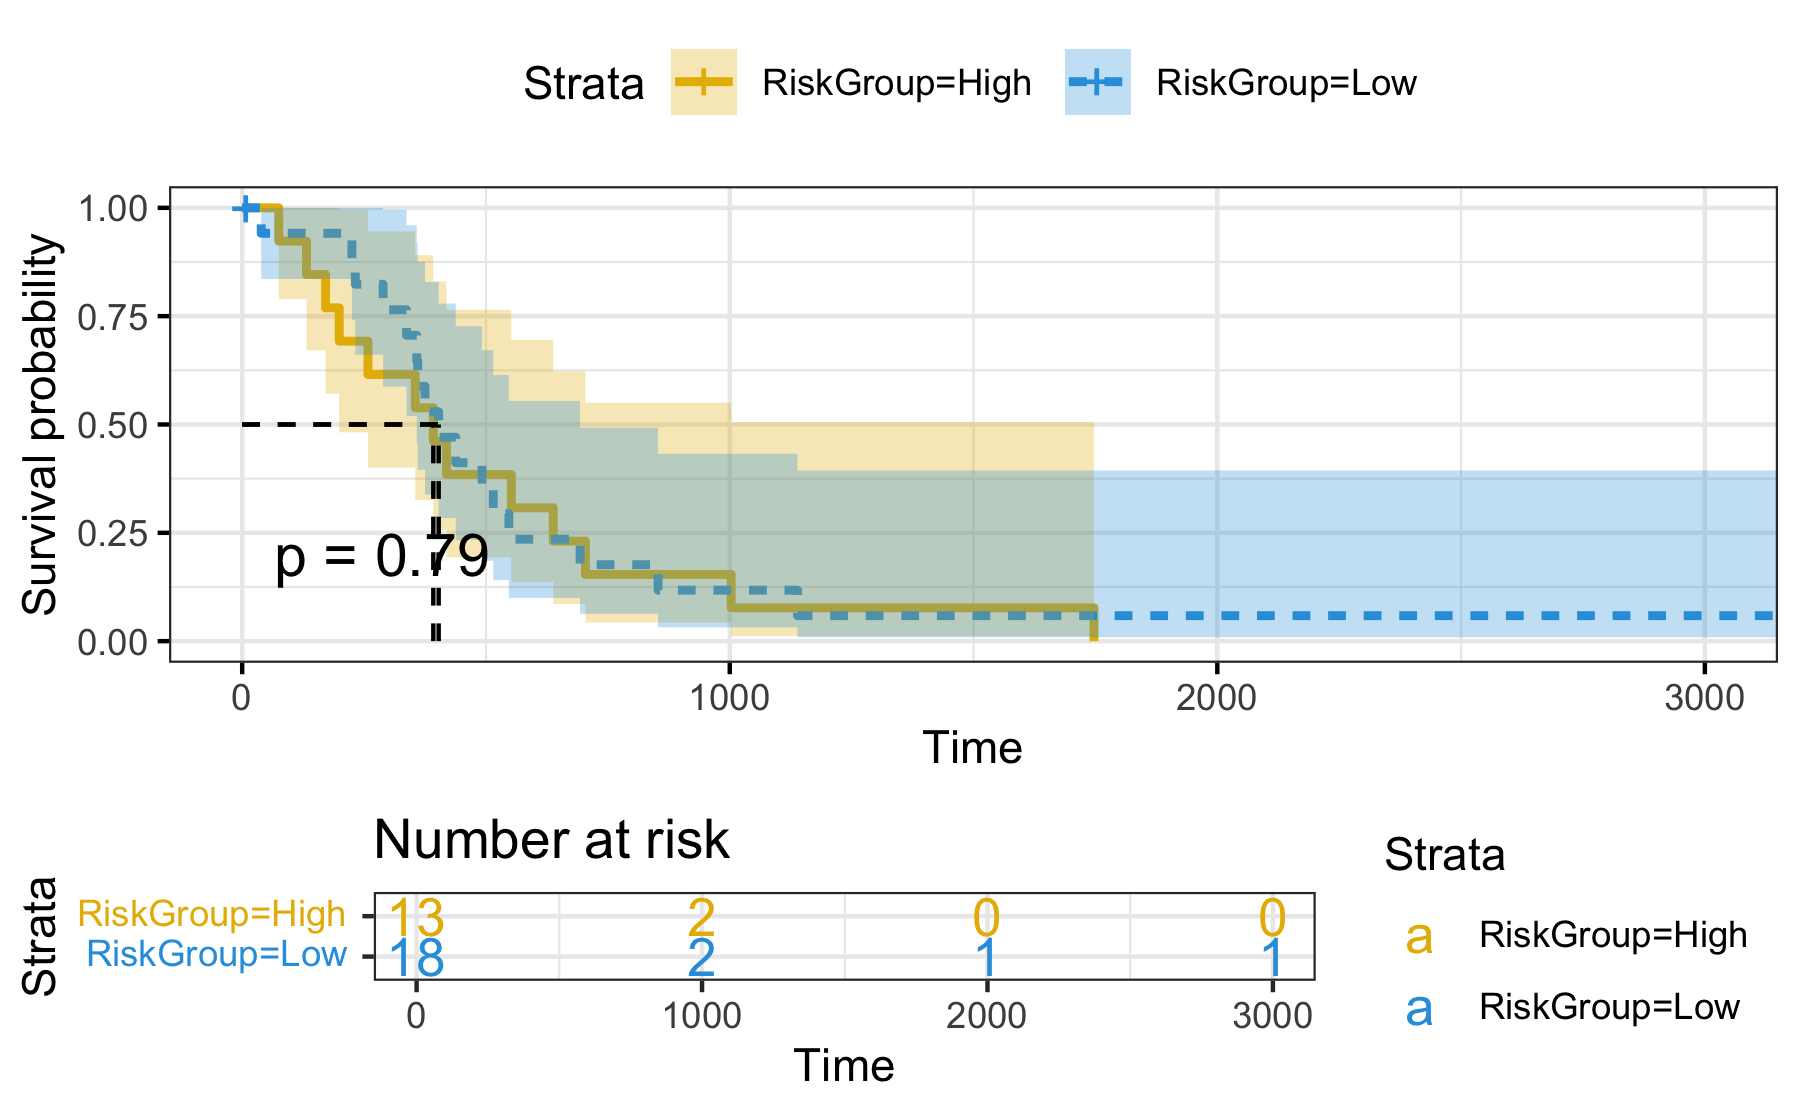 Strata RiskGroup=High RiskGroup=Low
Survival probability
1.00
0.75
0.50
0.25
0.00
p = 0.79
0 1000 2000 3000
Time
Number at risk
Strata
RiskGroup=High 13 2 0 0
RiskGroup=Low 18 2 1 1
0 1000 2000 3000
Time
Strata
a RiskGroup=High
a RiskGroup=Low